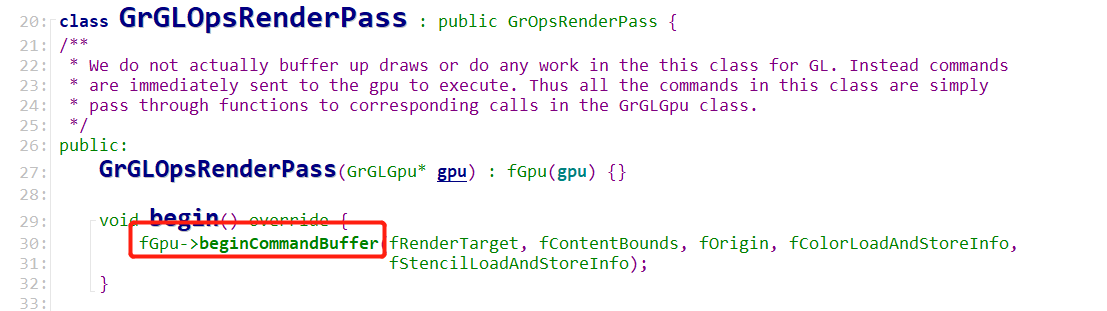 20: class GrGLOpsRenderPass : public GrOpsRenderPass {
21: /**
22:  * We do not actually buffer up draws or do any work in the this class for GL. Instead commands
23:  * are immediately sent to the gpu to execute. Thus all the commands in this class are simply
24:  * pass through functions to corresponding calls in the GrGLGpu class.
25:  */
26: public:
27:     GrGLOpsRenderPass(GrGLGpu* gpu) : fGpu(gpu) {}
28:
29:     void begin() override {
30:         fGpu->beginCommandBuffer(fRenderTarget, fContentBounds, fOrigin, fColorLoadAndStoreInfo,
31:                                  fStencilLoadAndStoreInfo);
32:     }
33: